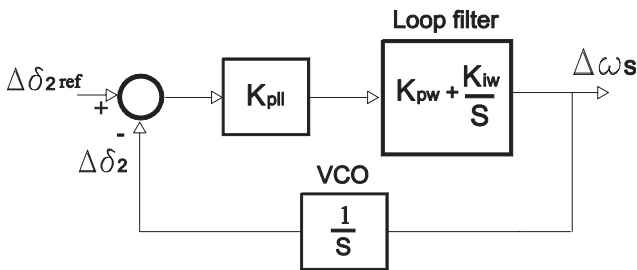 Loop filter
Δδ2 ref
+
Kpll
Kpw + Kiw/S
Δωs
-
Δδ2
VCO
1/S